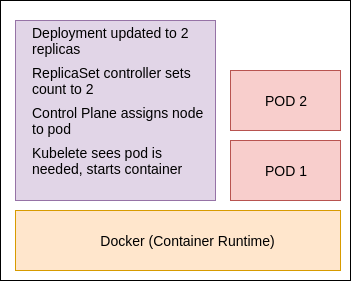 Deployment updated to 2
replicas
ReplicaSet controller sets
count to 2
Control Plane assigns node
to pod
Kubelete sees pod is
needed, starts container
POD 2
POD 1
Docker (Container Runtime)